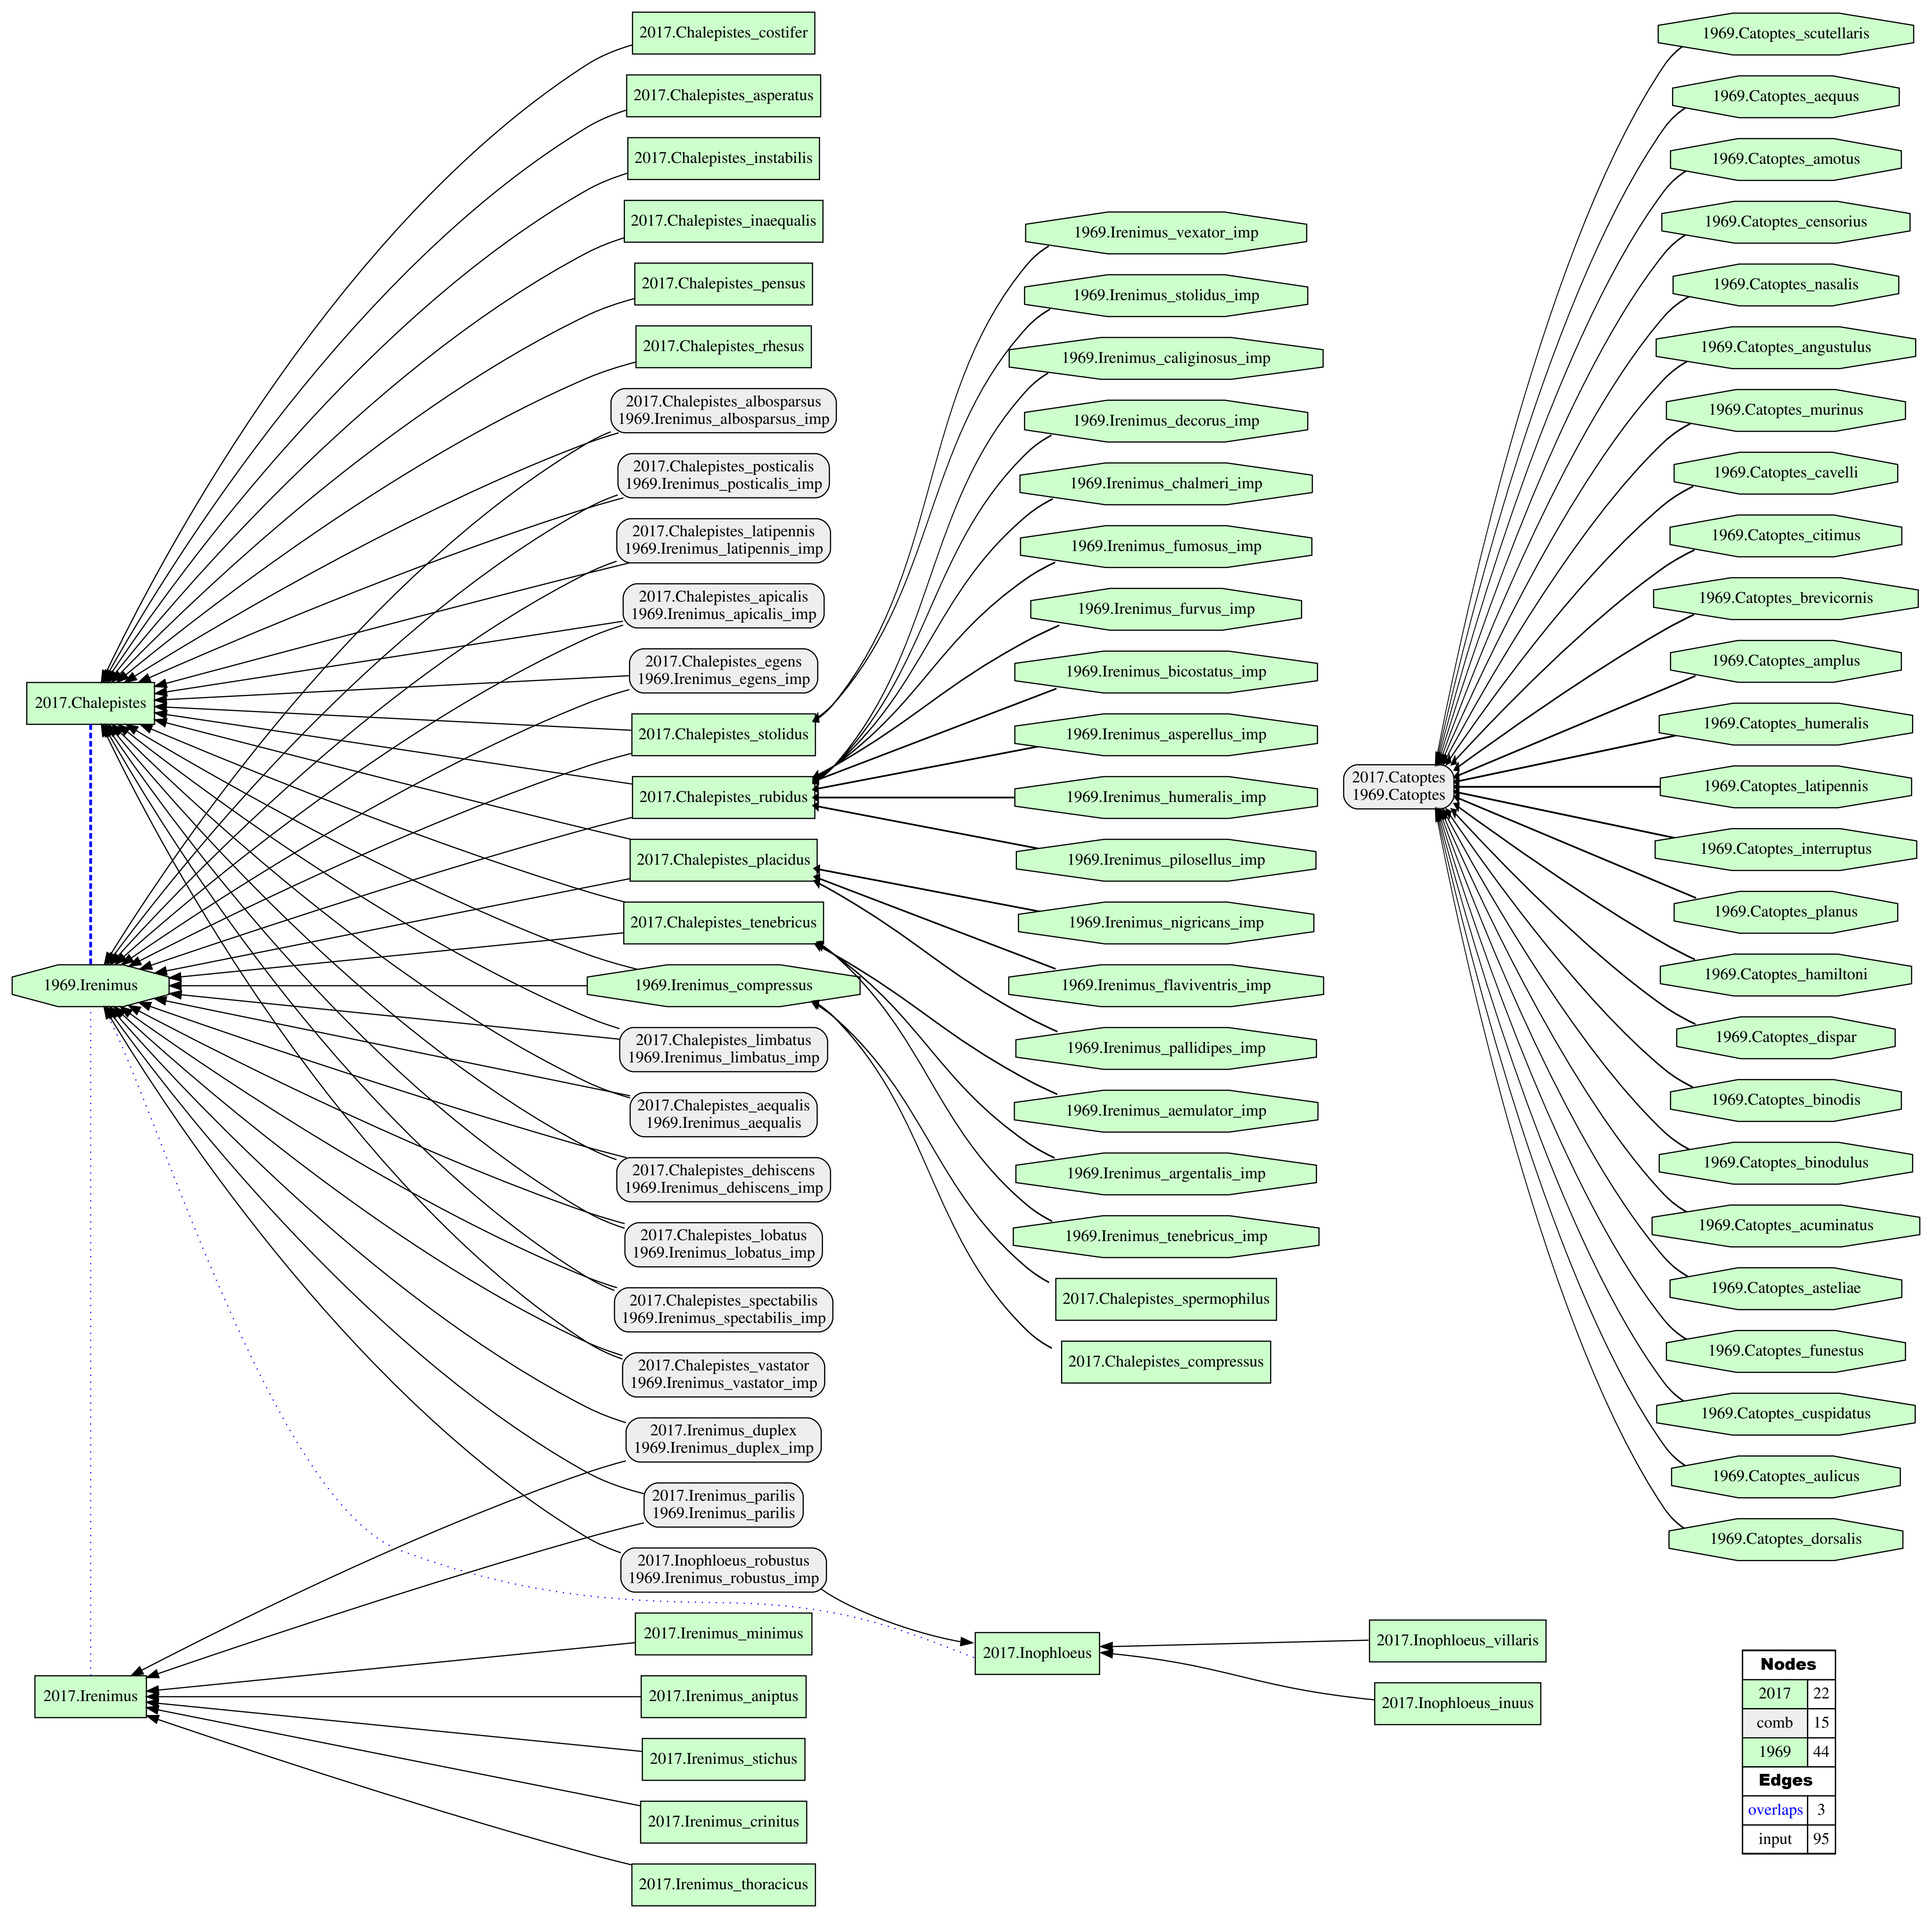 2017.Chalepistes_costifer
2017.Chalepistes_asperatus
2017.Chalepistes_instabilis
2017.Chalepistes_inaequalis
2017.Chalepistes_pensus
2017.Chalepistes_rhesus
2017.Chalepistes_albosparsus
1969.Irenimus_albosparsus_imp
2017.Chalepistes_posticalis
1969.Irenimus_posticalis_imp
2017.Chalepistes_latipennis
1969.Irenimus_latipennis_imp
2017.Chalepistes_apicalis
1969.Irenimus_apicalis_imp
2017.Chalepistes_egens
1969.Irenimus_egens_imp
2017.Chalepistes
2017.Chalepistes_stolidus
2017.Chalepistes_rubidus
2017.Chalepistes_placidus
2017.Chalepistes_tenebricus
1969.Irenimus
1969.Irenimus_compressus
2017.Chalepistes_limbatus
1969.Irenimus_limbatus_imp
2017.Chalepistes_aequalis
1969.Irenimus_aequalis
2017.Chalepistes_dehiscens
1969.Irenimus_dehiscens_imp
2017.Chalepistes_lobatus
1969.Irenimus_lobatus_imp
2017.Chalepistes_spectabilis
1969.Irenimus_spectabilis_imp
2017.Chalepistes_vastator
1969.Irenimus_vastator_imp
2017.Irenimus_duplex
1969.Irenimus_duplex_imp
2017.Irenimus_parilis
1969.Irenimus_parilis
2017.Inophloeus_robustus
1969.Irenimus_robustus_imp
2017.Irenimus_minimus
2017.Irenimus
2017.Irenimus_aniptus
2017.Irenimus_stichus
2017.Irenimus_crinitus
2017.Irenimus_thoracicus
1969.Irenimus_vexator_imp
1969.Irenimus_stolidus_imp
1969.Irenimus_caliginosus_imp
1969.Irenimus_decorus_imp
1969.Irenimus_chalmeri_imp
1969.Irenimus_fumosus_imp
1969.Irenimus_furvus_imp
1969.Irenimus_bicostatus_imp
1969.Irenimus_asperellus_imp
1969.Irenimus_humeralis_imp
1969.Irenimus_pilosellus_imp
1969.Irenimus_nigricans_imp
1969.Irenimus_flaviventris_imp
1969.Irenimus_pallidipes_imp
1969.Irenimus_aemulator_imp
1969.Irenimus_argentalis_imp
1969.Irenimus_tenebricus_imp
2017.Chalepistes_spermophilus
2017.Chalepistes_compressus
2017.Inophloeus
2017.Inophloeus_villaris
2017.Inophloeus_inuus
2017.Catoptes
1969.Catoptes
1969.Catoptes_scutellaris
1969.Catoptes_aequus
1969.Catoptes_amotus
1969.Catoptes_censorius
1969.Catoptes_nasalis
1969.Catoptes_angustulus
1969.Catoptes_murinus
1969.Catoptes_cavelli
1969.Catoptes_citimus
1969.Catoptes_brevicornis
1969.Catoptes_amplus
1969.Catoptes_humeralis
1969.Catoptes_latipennis
1969.Catoptes_interruptus
1969.Catoptes_planus
1969.Catoptes_hamiltoni
1969.Catoptes_dispar
1969.Catoptes_binodis
1969.Catoptes_binodulus
1969.Catoptes_acuminatus
1969.Catoptes_asteliae
1969.Catoptes_funestus
1969.Catoptes_cuspidatus
1969.Catoptes_aulicus
1969.Catoptes_dorsalis
Nodes
2017 22
comb 15
1969 44
Edges
overlaps 3
input 95